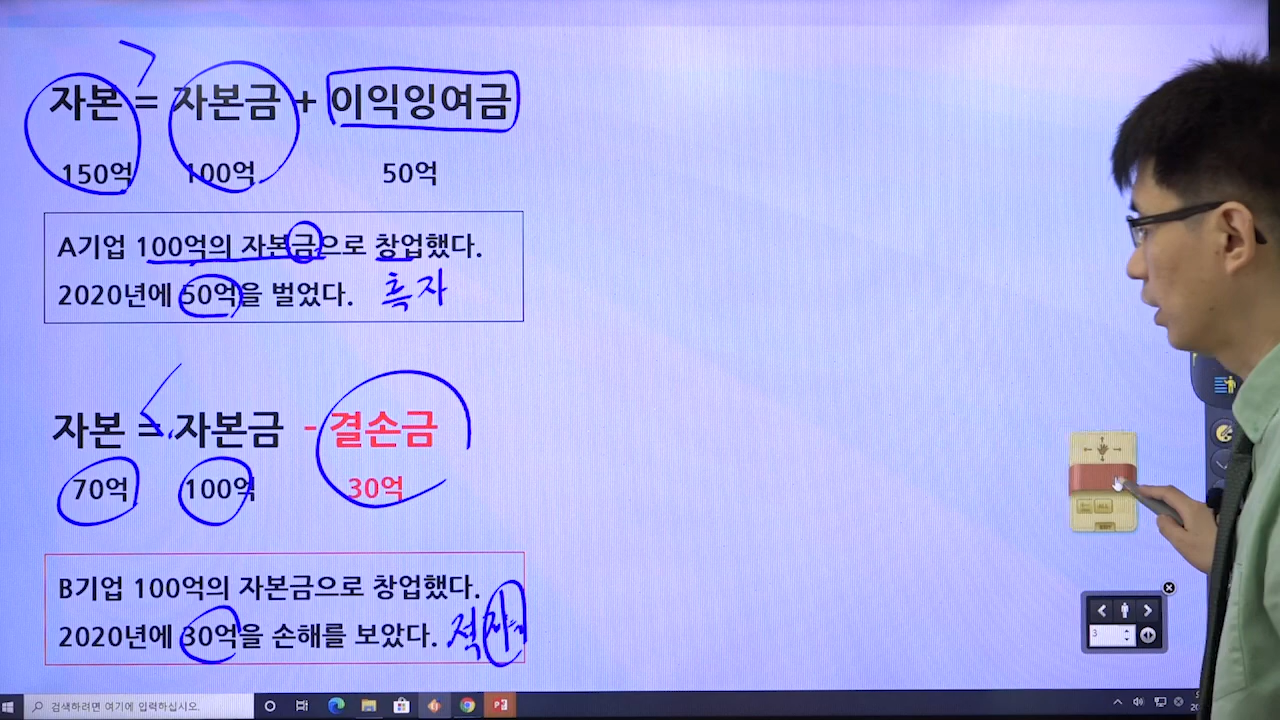 자본 = 자본금 + 이익잉여금
150억 100억 50억
A기업 100억의 자본금으로 창업했다.
2020년에 50억을 벌었다. 흑자
자본 = 자본금 - 결손금
70억 100억 30억
B기업 100억의 자본금으로 창업했다.
2020년에 30억을 손해를 보았다. 적자
3
검색하려면 여기에 입력하십시오.